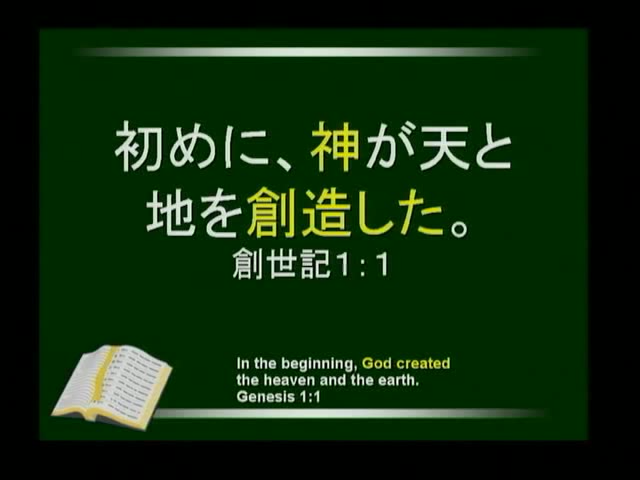 初めに、神が天と
地を創造した。
創世記１：１
In the beginning, God created
the heaven and the earth.
Genesis 1:1